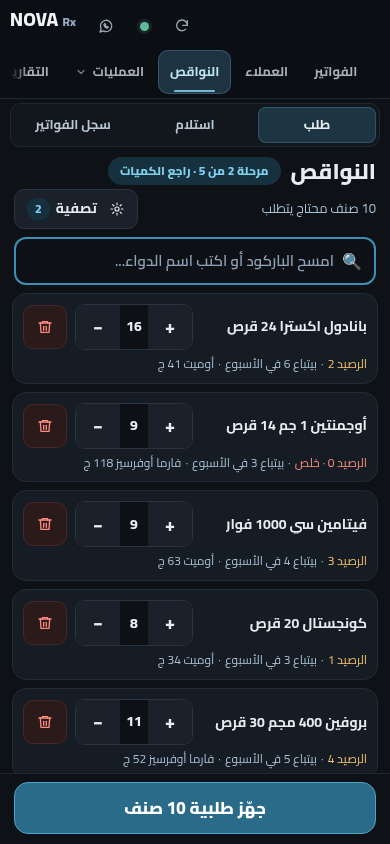 NOVA Rx
الفواتير
العملاء
النواقص
العمليات
طلب
استلام
سجل الفواتير
النواقص
مرحلة 2 من 5 · راجع الكميات
10 صنف محتاج يتطلب
تصفية 2
امسح الباركود أو اكتب اسم الدواء...
بانادول اكسترا 24 قرص
+ 16 −
الرصيد 2 · بيتباع 6 في الأسبوع · أوميت 41 ج
أوجمنتين 1 جم 14 قرص
+ 9 −
الرصيد 0 · خلص · بيتباع 3 في الأسبوع · فارما أوفرسيز 118 ج
فيتامين سي 1000 فوار
+ 9 −
الرصيد 3 · بيتباع 4 في الأسبوع · أوميت 63 ج
كونجستال 20 قرص
+ 8 −
الرصيد 1 · بيتباع 3 في الأسبوع · أوميت 34 ج
بروفين 400 مجم 30 قرص
+ 11 −
الرصيد 4 · بيتباع 5 في الأسبوع · فارما أوفرسيز 52 ج
جهّز طلبية 10 صنف